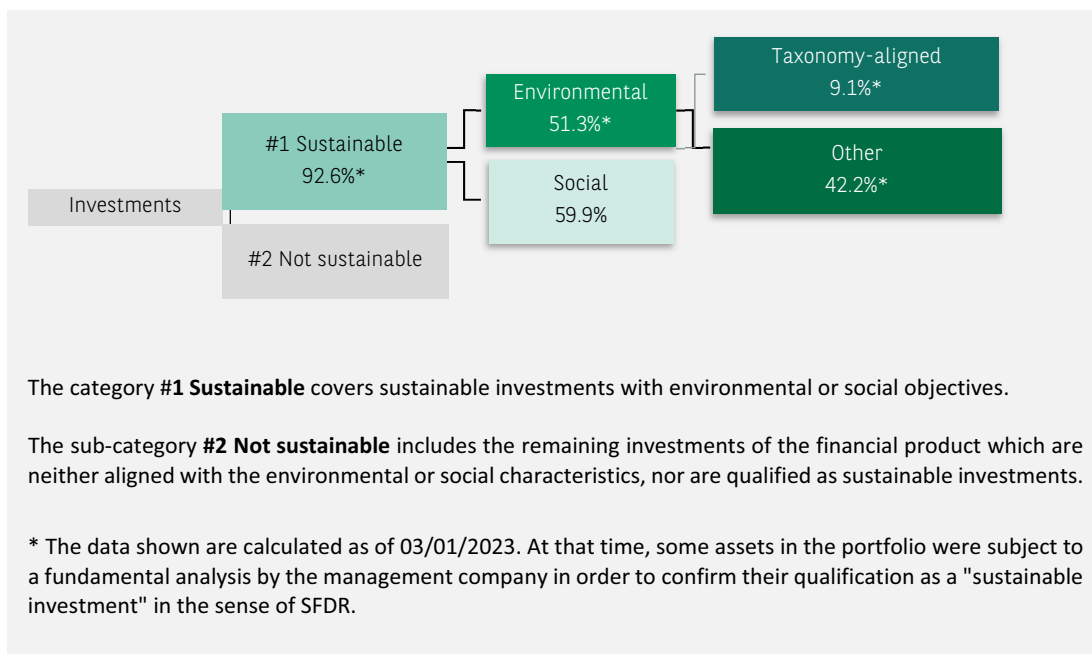 Taxonomy-aligned
9.1%*
Environmental
51.3%*
#1 Sustainable
92.6%*
Other
42.2%*
Social
59.9%
Investments
#2 Not sustainable
The category #1 Sustainable covers sustainable investments with environmental or social objectives.
The sub-category #2 Not sustainable includes the remaining investments of the financial product which are
neither aligned with the environmental or social characteristics, nor are qualified as sustainable investments.
* The data shown are calculated as of 03/01/2023. At that time, some assets in the portfolio were subject to
a fundamental analysis by the management company in order to confirm their qualification as a "sustainable
investment" in the sense of SFDR.